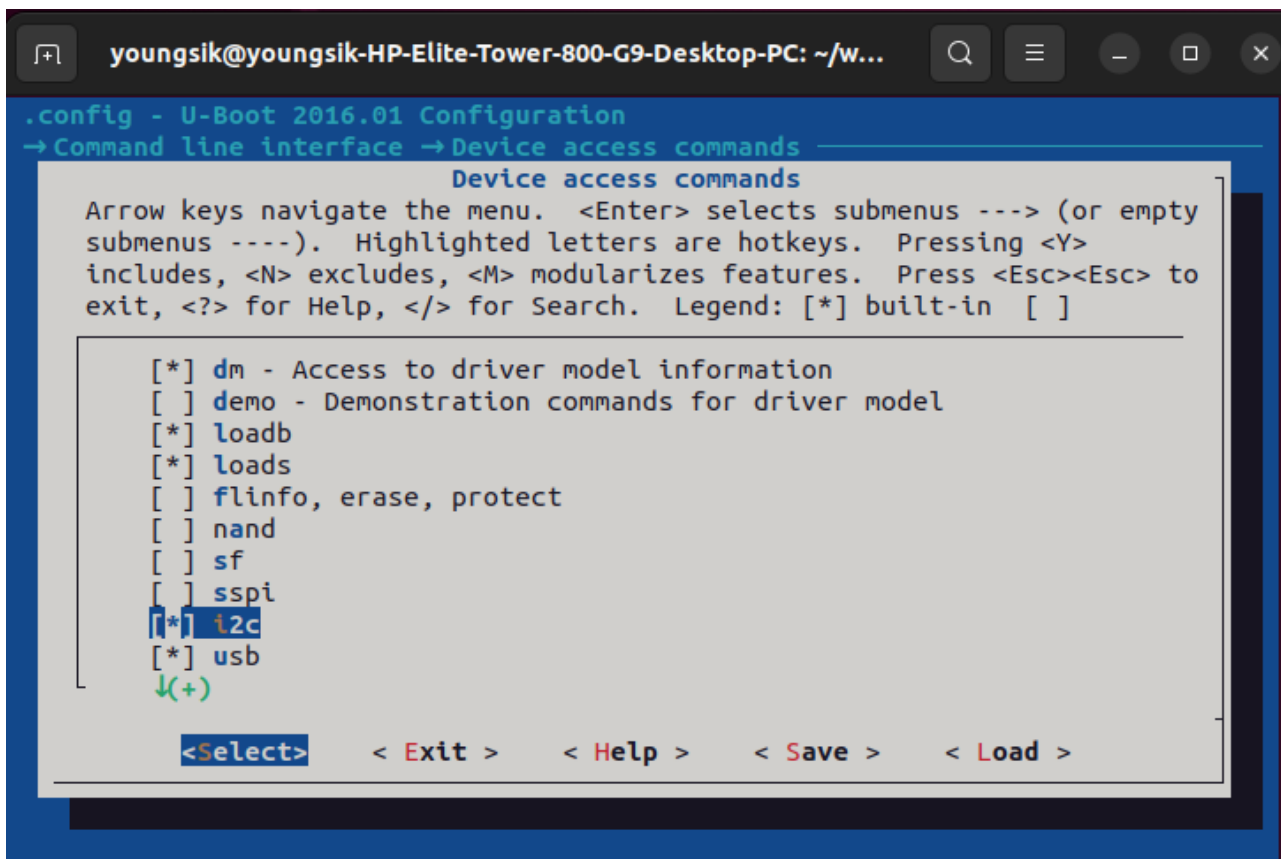 youngsik@youngsik-HP-Elite-Tower-800-G9-Desktop-PC: ~/w...
.config - U-Boot 2016.01 Configuration
→ Command line interface → Device access commands
Device access commands
Arrow keys navigate the menu.  <Enter> selects submenus ---> (or empty
submenus ----).  Highlighted letters are hotkeys.  Pressing <Y>
includes, <N> excludes, <M> modularizes features.  Press <Esc><Esc> to
exit, <?> for Help, </> for Search.  Legend: [*] built-in  [ ]
[*] dm - Access to driver model information
[ ] demo - Demonstration commands for driver model
[*] loadb
[*] loads
[ ] flinfo, erase, protect
[ ] nand
[ ] sf
[ ] sspi
[*] i2c
[*] usb
↓(+)
<Select>    < Exit >    < Help >    < Save >    < Load >